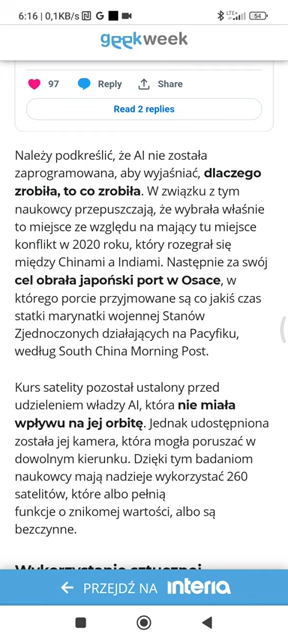 6:16 | 0,1KB/s G LTE+ 54
geekweek
97 Reply Share
Read 2 replies
Należy podkreślić, że AI nie została
zaprogramowana, aby wyjaśniać, dlaczego
zrobiła, to co zrobiła. W związku z tym
naukowcy przepuszczają, że wybrała właśnie
to miejsce ze względu na mający tu miejsce
konflikt w 2020 roku, który rozegrał się
między Chinami a Indiami. Następnie za swój
cel obrała japoński port w Osace, w
którego porcie przyjmowane są co jakiś czas
statki marynatki wojennej Stanów
Zjednoczonych działających na Pacyfiku,
według South China Morning Post.
Kurs satelity pozostał ustalony przed
udzieleniem władzy AI, która nie miała
wpływu na jej orbitę. Jednak udostępniona
została jej kamera, która mogła poruszać w
dowolnym kierunku. Dzięki tym badaniom
naukowcy mają nadzieje wykorzystać 260
satelitów, które albo pełnią
funkcje o znikomej wartości, albo są
bezczynne.
Wykorzystanie sztucznej
← PRZEJDŹ NA interia